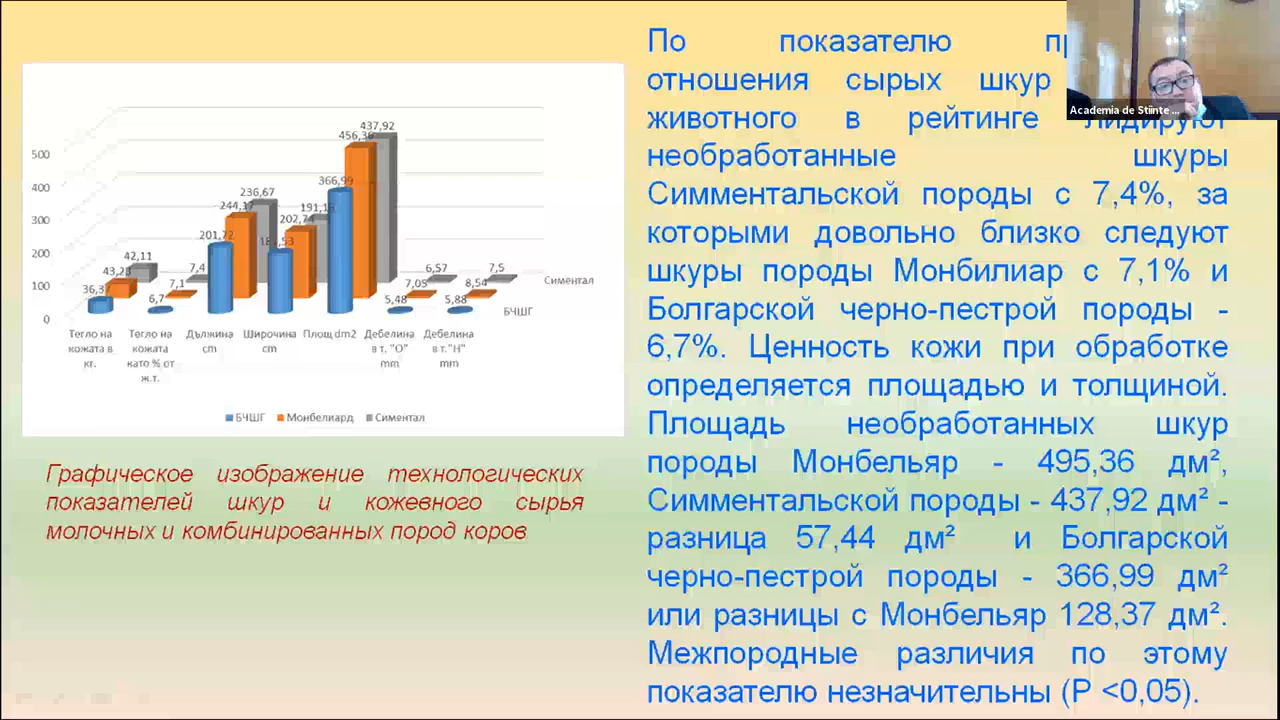 437,92
456,36
500
366,99
400
236,67
244,17
191,19
202,74
300
201,72
200
42,11
43,23
7,4
6,57
7,5
100
36,37
7,1
7,05
8,54
Симентал
6,7
5,48
5,88
БЧШГ
0
Тегло на кожата в кг.
Тегло на кожата като % от ж.т.
Дължина cm
Широчина cm
Площ dm2
Дебелина в т. "О" mm
Дебелина в т."Н" mm
БЧШГ Монбелиард Симентал
Графическое изображение технологических
показателей шкур и кожевного сырья
молочных и комбинированных пород коров
По показателю
отношения сырых шкур
животного в рейтинге лидируют
необработанные шкуры
Симментальской породы с 7,4%, за
которыми довольно близко следуют
шкуры породы Монбилиар с 7,1% и
Болгарской черно-пестрой породы -
6,7%. Ценность кожи при обработке
определяется площадью и толщиной.
Площадь необработанных шкур
породы Монбельяр - 495,36 дм²,
Симментальской породы - 437,92 дм² -
разница 57,44 дм² и Болгарской
черно-пестрой породы - 366,99 дм²
или разницы с Монбельяр 128,37 дм².
Межпородные различия по этому
показателю незначительны (P <0,05).
Academia de Stiinte ...